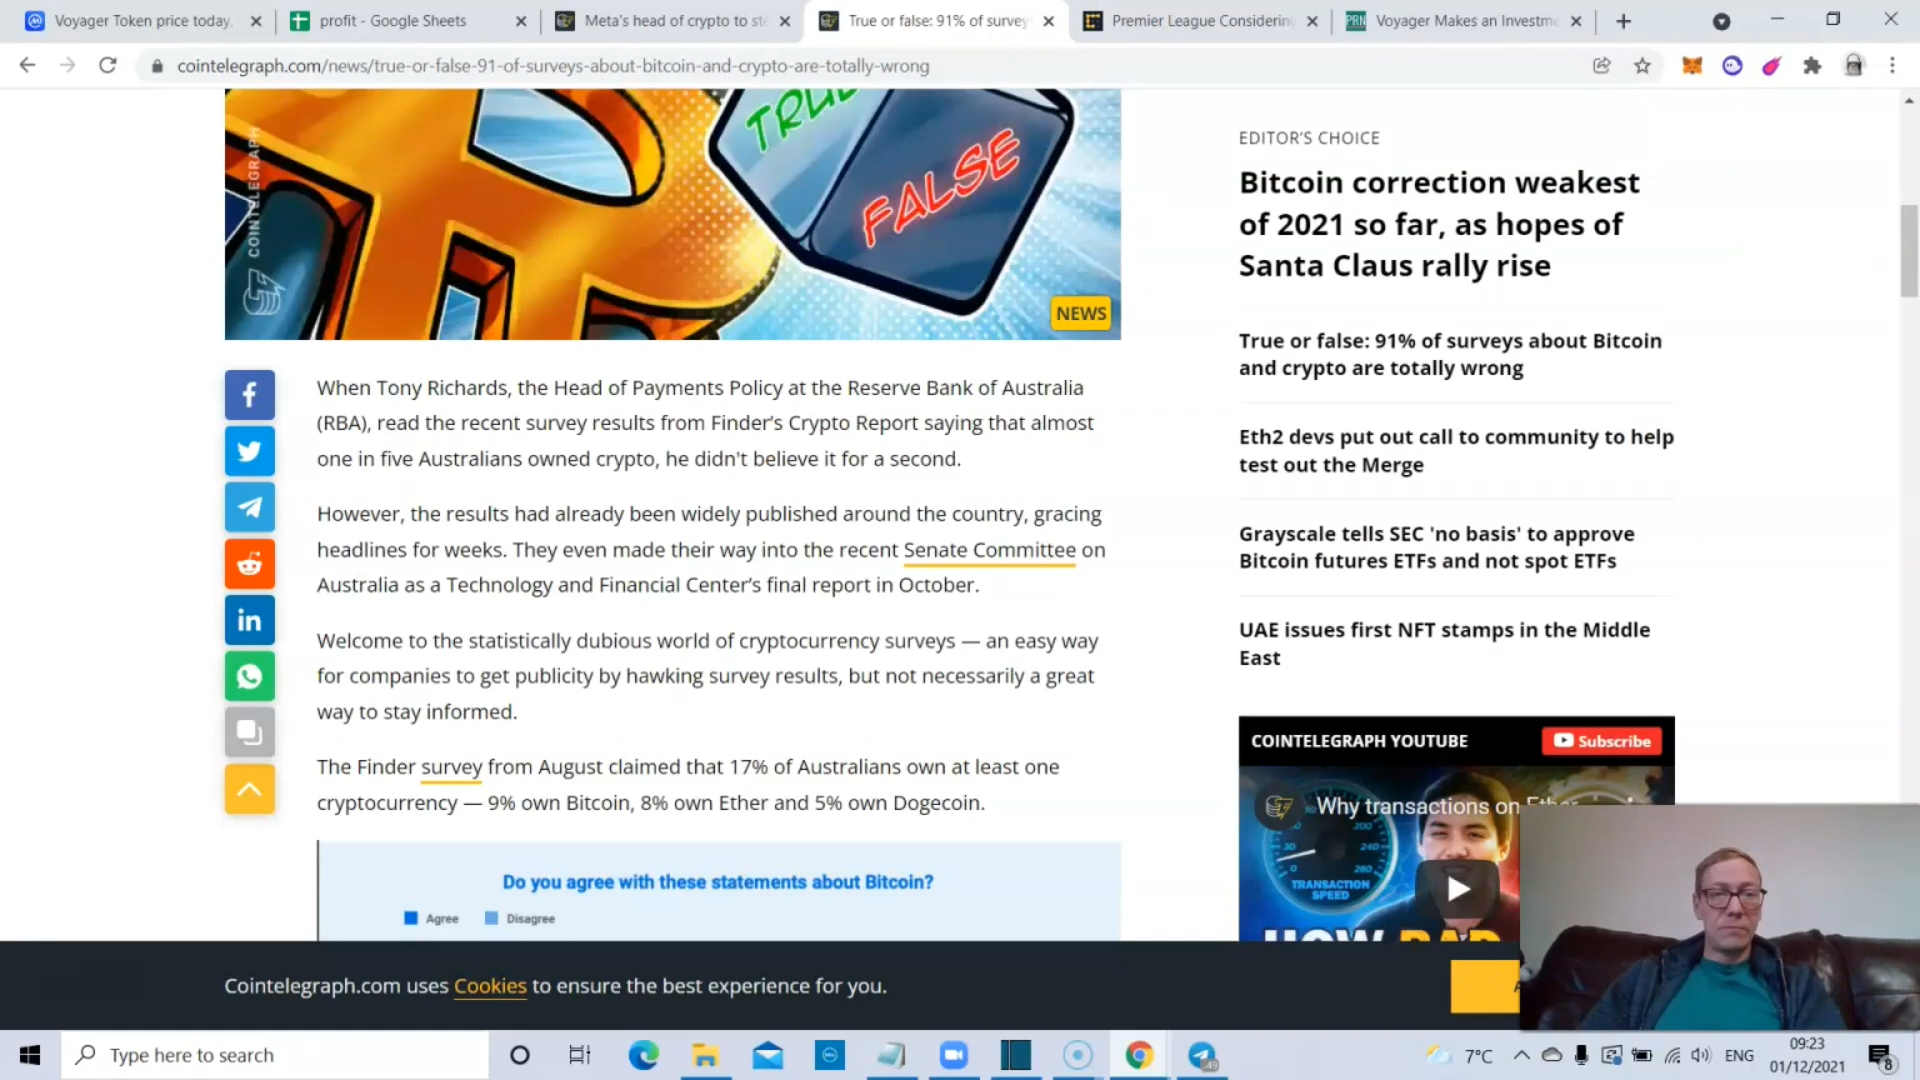 Voyager Token price today,
profit - Google Sheets
Meta's head of crypto to st
True or false: 91% of survey
Premier League Considering
PRN
Voyager Makes an Investm
cointelegraph.com/news/true-or-false-91-of-surveys-about-bitcoin-and-crypto-are-totally-wrong
TRUE
FALSE
COINTELEGRAPH
NEWS
When Tony Richards, the Head of Payments Policy at the Reserve Bank of Australia
(RBA), read the recent survey results from Finder's Crypto Report saying that almost
one in five Australians owned crypto, he didn't believe it for a second.
However, the results had already been widely published around the country, gracing
headlines for weeks. They even made their way into the recent Senate Committee on
Australia as a Technology and Financial Center's final report in October.
Welcome to the statistically dubious world of cryptocurrency surveys — an easy way
for companies to get publicity by hawking survey results, but not necessarily a great
way to stay informed.
The Finder survey from August claimed that 17% of Australians own at least one
cryptocurrency — 9% own Bitcoin, 8% own Ether and 5% own Dogecoin.
Do you agree with these statements about Bitcoin?
Agree
Disagree
EDITOR'S CHOICE
Bitcoin correction weakest
of 2021 so far, as hopes of
Santa Claus rally rise
True or false: 91% of surveys about Bitcoin
and crypto are totally wrong
Eth2 devs put out call to community to help
test out the Merge
Grayscale tells SEC 'no basis' to approve
Bitcoin futures ETFs and not spot ETFs
UAE issues first NFT stamps in the Middle
East
COINTELEGRAPH YOUTUBE
Subscribe
Why transactions on Ether
200
30
240
0
280
TRANSACTION
SPEED
HOW BAD
Cointelegraph.com uses Cookies to ensure the best experience for you.
Type here to search
7°C
ENG
09:23
01/12/2021
8